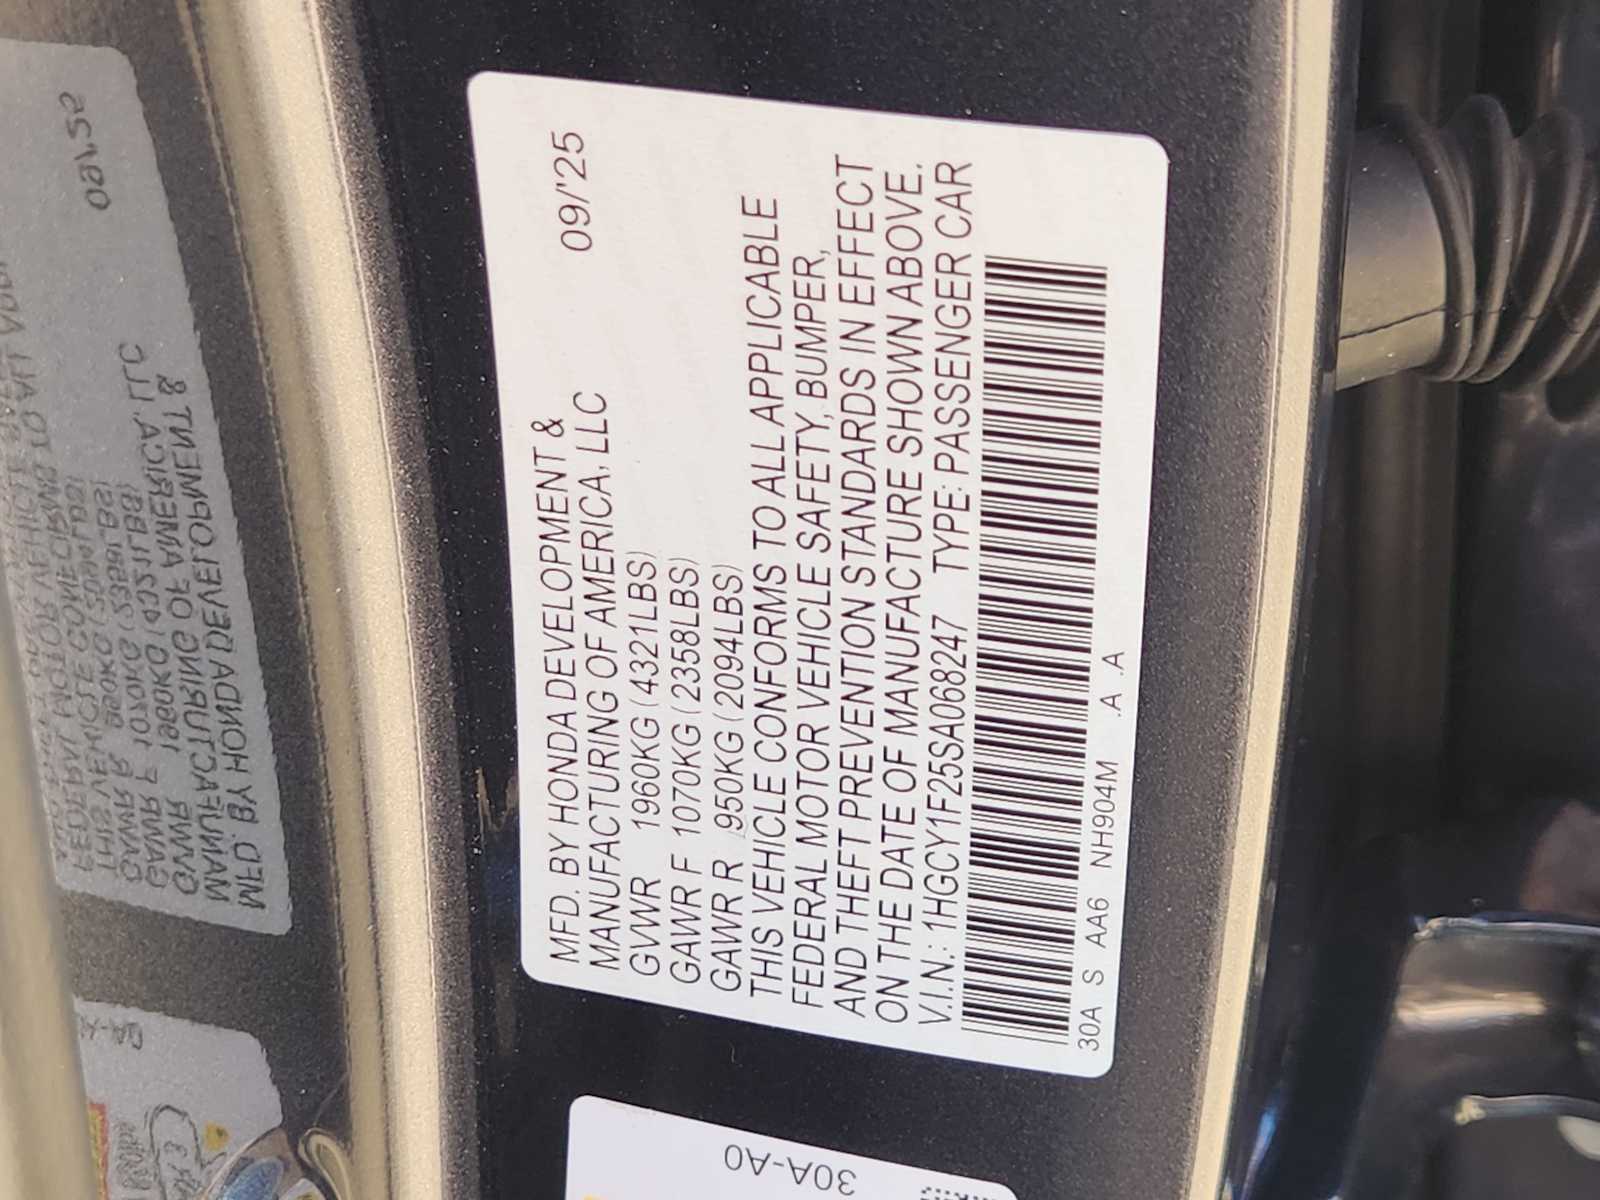 MFD. BY HONDA DEVELOPMENT & 09/'25
MANUFACTURING OF AMERICA, LLC
GVWR 1960KG (4321LBS)
GAWR F 1070KG (2358LBS)
GAWR R 950KG (2094LBS)
THIS VEHICLE CONFORMS TO ALL APPLICABLE
FEDERAL MOTOR VEHICLE SAFETY, BUMPER,
AND THEFT PREVENTION STANDARDS IN EFFECT
ON THE DATE OF MANUFACTURE SHOWN ABOVE.
V.I.N.: 1HGCY1F25SA068247 TYPE: PASSENGER CAR
30A S AA6 NH904M .A .A
30A-A0